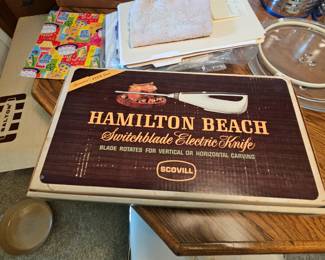 HAMILTON BEACH
Switchblade Electric Knife
BLADE ROTATES FOR VERTICAL OR HORIZONTAL CARVING
SCOVILL